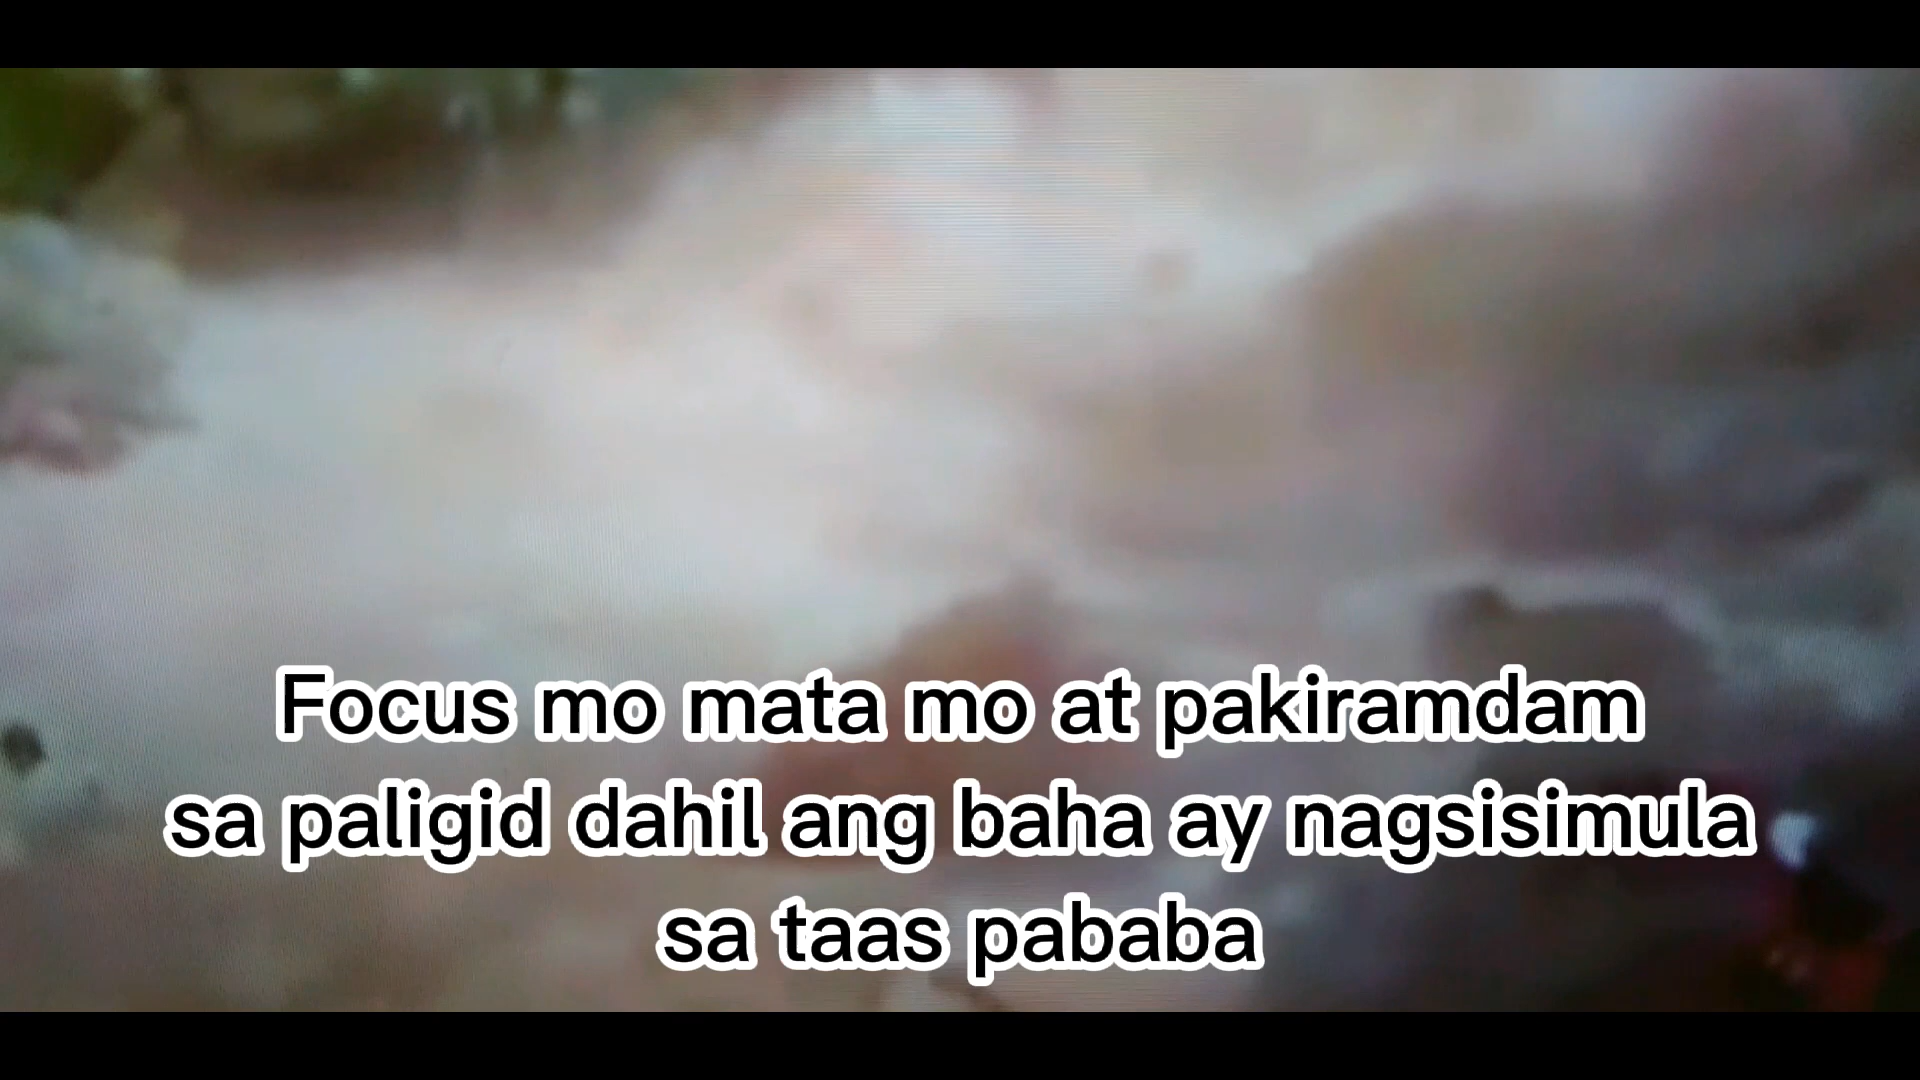 Focus mo mata mo at pakiramdam
sa paligid dahil ang baha ay nagsisimula
sa taas pababa